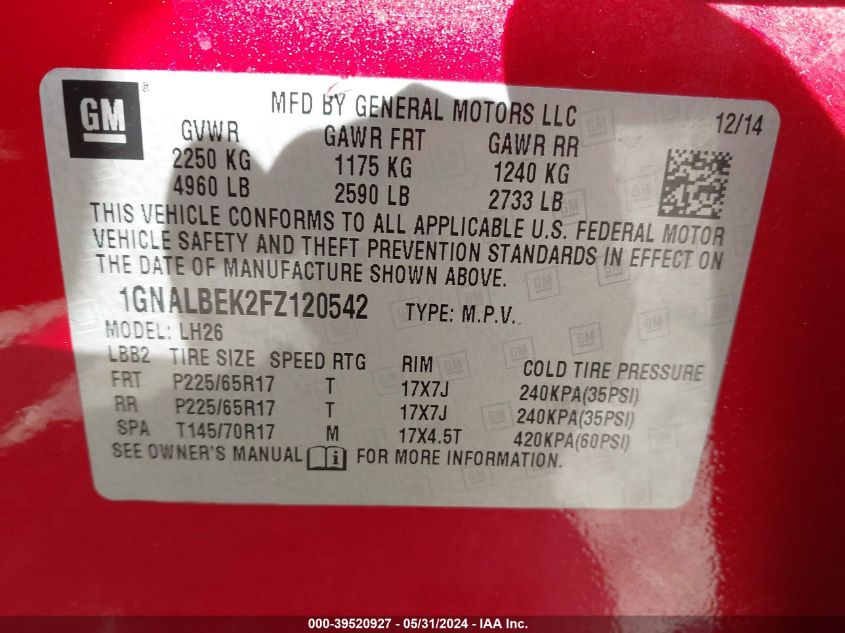 GM ®
MFD BY GENERAL MOTORS LLC 12/14
GVWR GAWR FRT GAWR RR
2250 KG 1175 KG 1240 KG
4960 LB 2590 LB 2733 LB
THIS VEHICLE CONFORMS TO ALL APPLICABLE U.S. FEDERAL MOTOR
VEHICLE SAFETY AND THEFT PREVENTION STANDARDS IN EFFECT ON
THE DATE OF MANUFACTURE SHOWN ABOVE.
1GNALBEK2FZ120542 TYPE: M.P.V.
MODEL: LH26
LBB2 TIRE SIZE SPEED RTG RIM COLD TIRE PRESSURE
FRT P225/65R17 T 17X7J 240KPA(35PSI)
RR P225/65R17 T 17X7J 240KPA(35PSI)
SPA T145/70R17 M 17X4.5T 420KPA(60PSI)
SEE OWNER'S MANUAL i FOR MORE INFORMATION.
000-39520927 - 05/31/2024 - IAA Inc.